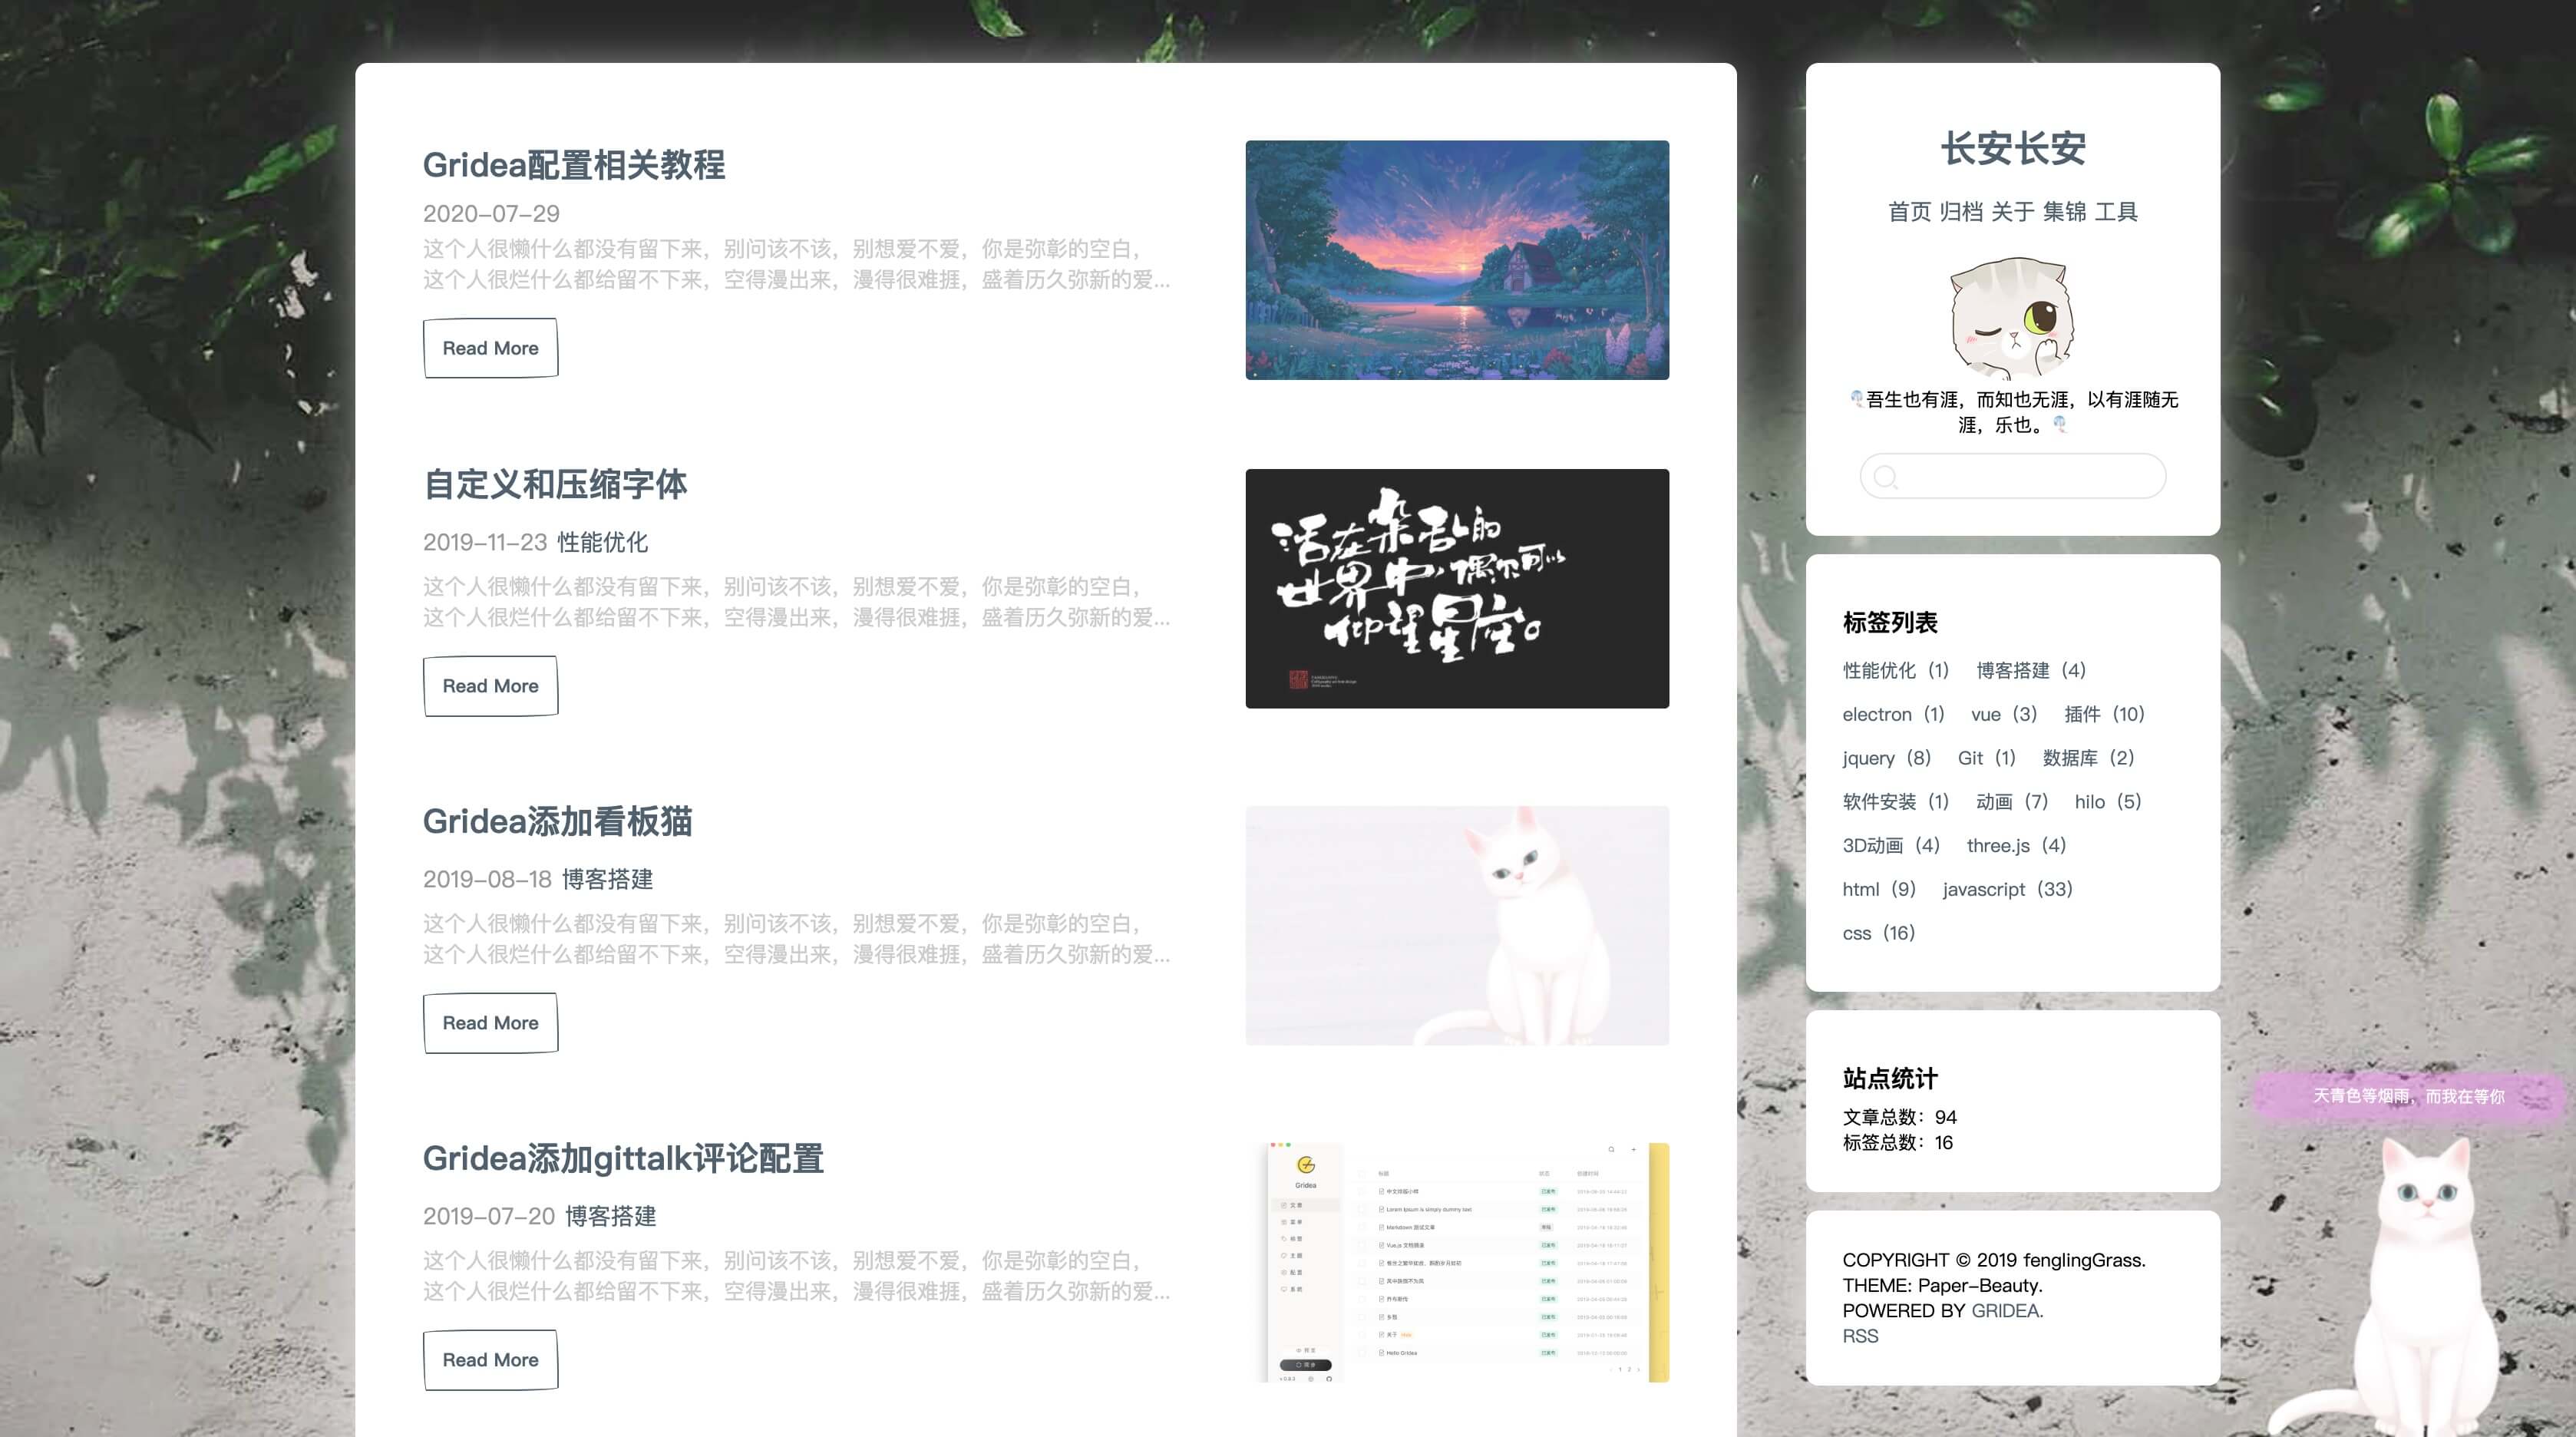 Gridea配置相关教程
2020-07-29
这个人很懒什么都没有留下来，别问该不该，别想爱不爱，你是弥彰的空白，
这个人很烂什么都给留不下来，空得漫出来，漫得很难捱，盛着历久弥新的爱...
Read More
自定义和压缩字体
2019-11-23 性能优化
这个人很懒什么都没有留下来，别问该不该，别想爱不爱，你是弥彰的空白，
这个人很烂什么都给留不下来，空得漫出来，漫得很难捱，盛着历久弥新的爱...
Read More
活在杂乱的
世界中，偶尔可以
仰望星空。
Gridea添加看板猫
2019-08-18 博客搭建
这个人很懒什么都没有留下来，别问该不该，别想爱不爱，你是弥彰的空白，
这个人很烂什么都给留不下来，空得漫出来，漫得很难捱，盛着历久弥新的爱...
Read More
Gridea添加gittalk评论配置
2019-07-20 博客搭建
这个人很懒什么都没有留下来，别问该不该，别想爱不爱，你是弥彰的空白，
这个人很烂什么都给留不下来，空得漫出来，漫得很难捱，盛着历久弥新的爱...
Read More
Gridea
文章
菜单
标签
主题
配置
系统
Lorem Ipsum is simply dummy text
Hello Gridea
长安长安
首页 归档 关于 集锦 工具
吾生也有涯，而知也无涯，以有涯随无
涯，乐也。
标签列表
性能优化（1） 博客搭建（4）
electron（1） vue（3） 插件（10）
jquery（8） Git（1） 数据库（2）
软件安装（1） 动画（7） hilo（5）
3D动画（4） three.js（4）
html（9） javascript（33）
css（16）
站点统计
文章总数：94
标签总数：16
COPYRIGHT © 2019 fenglingGrass.
THEME: Paper-Beauty.
POWERED BY GRIDEA.
RSS
天青色等烟雨，而我在等你